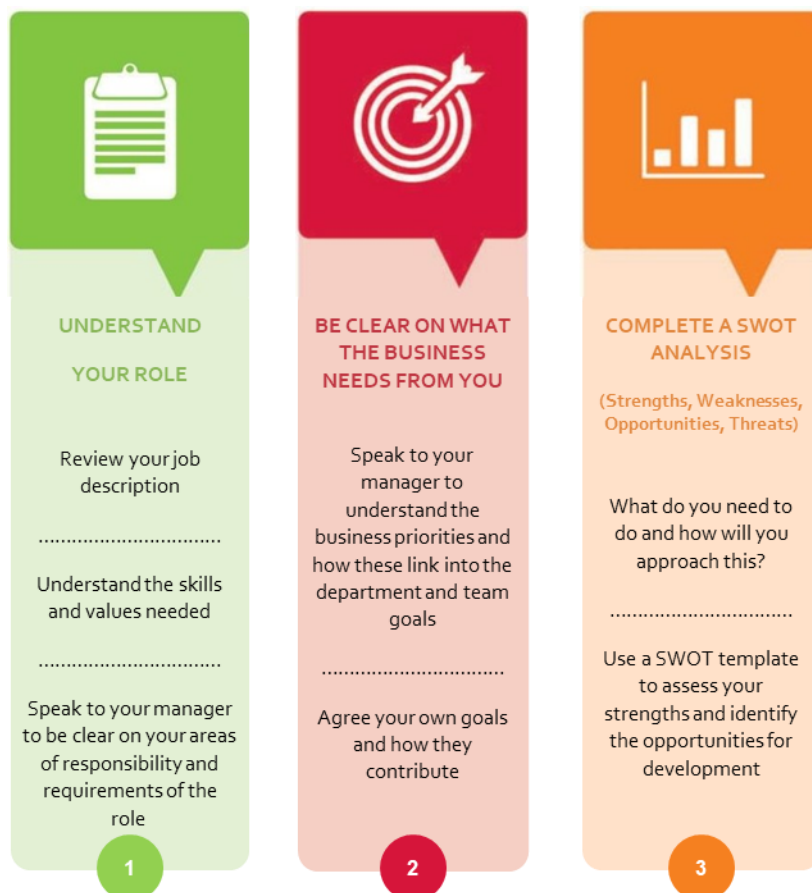 UNDERSTAND
YOUR ROLE
Review your job
description
.................................
Understand the skills
and values needed
.................................
Speak to your manager
to be clear on your areas
of responsibility and
requirements of the
role
1
BE CLEAR ON WHAT
THE BUSINESS
NEEDS FROM YOU
Speak to your
manager to
understand the
business priorities and
how these link into the
department and team
goals
.................................
Agree your own goals
and how they
contribute
2
COMPLETE A SWOT
ANALYSIS
(Strengths, Weaknesses,
Opportunities, Threats)
What do you need to
do and how will you
approach this?
.................................
Use a SWOT template
to assess your
strengths and identify
the opportunities for
development
3